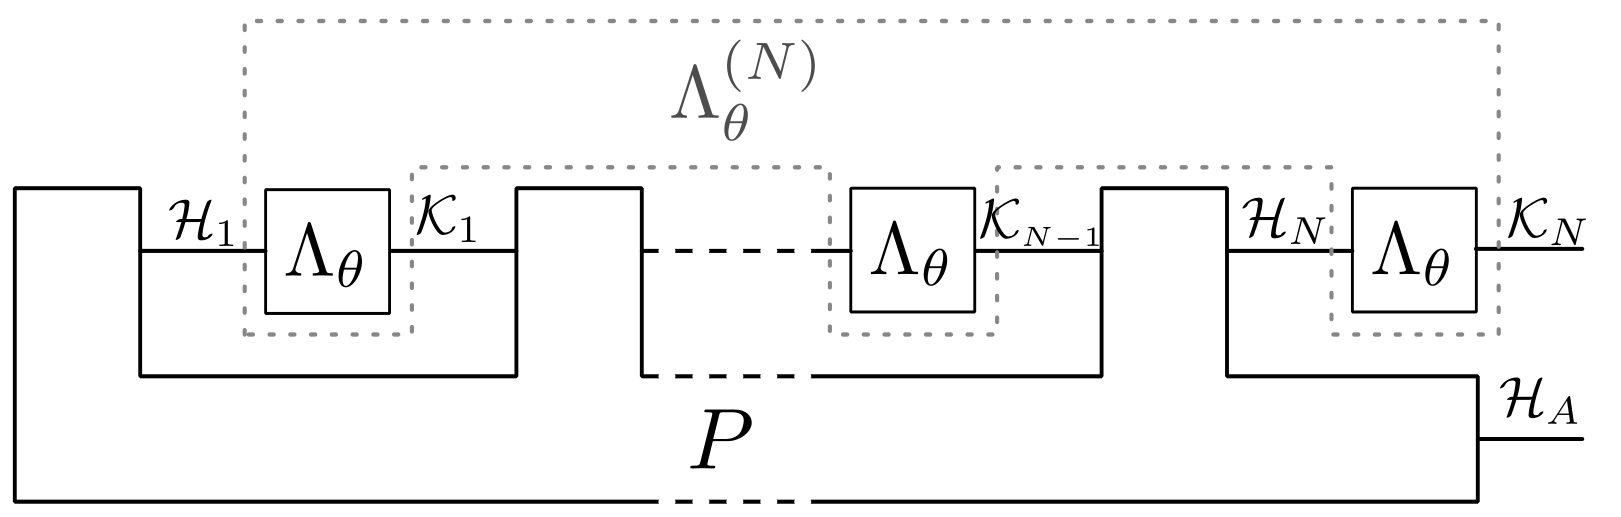 Λ_θ^(N)
ℋ_1 Λ_θ 𝒦_1 Λ_θ 𝒦_{N-1} ℋ_N Λ_θ 𝒦_N
P ℋ_A